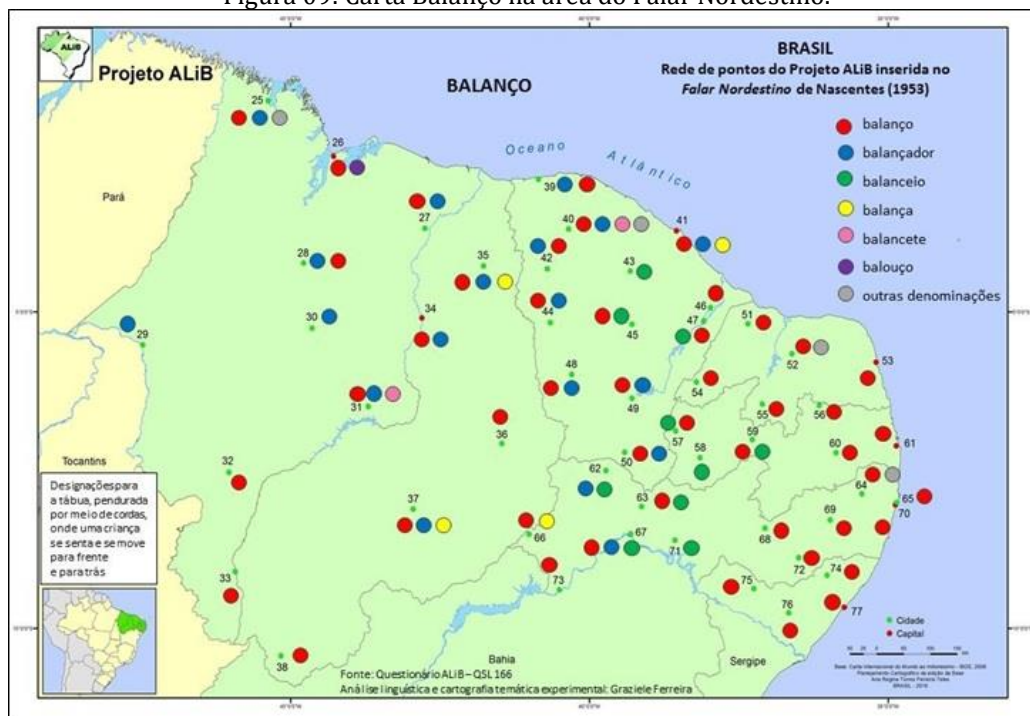 Figura 09: Carta Balanço na área do Falar Nordestino.
ALiB
Projeto ALiB
BALANÇO
BRASIL
Rede de pontos do Projeto ALiB inserida no
Falar Nordestino de Nascentes (1953)
balanço
balançador
balanceio
balança
balancete
balouço
outras denominações
Oceano Atlântico
Pará
Tocantins
Bahia
Sergipe
25
26
27
28
29
30
31
32
33
34
35
36
37
38
39
40
41
42
43
44
45
46
47
48
49
50
51
52
53
54
55
56
57
58
59
60
61
62
63
64
65
66
67
68
69
70
71
72
73
74
75
76
77
Designações para
a tábua, pendurada
por meio de cordas,
onde uma criança
se senta e se move
para frente
e para trás
Cidade
Capital
Fonte: Questionário ALiB – QSL 166
Análise linguística e cartografia temática experimental: Graziele Ferreira